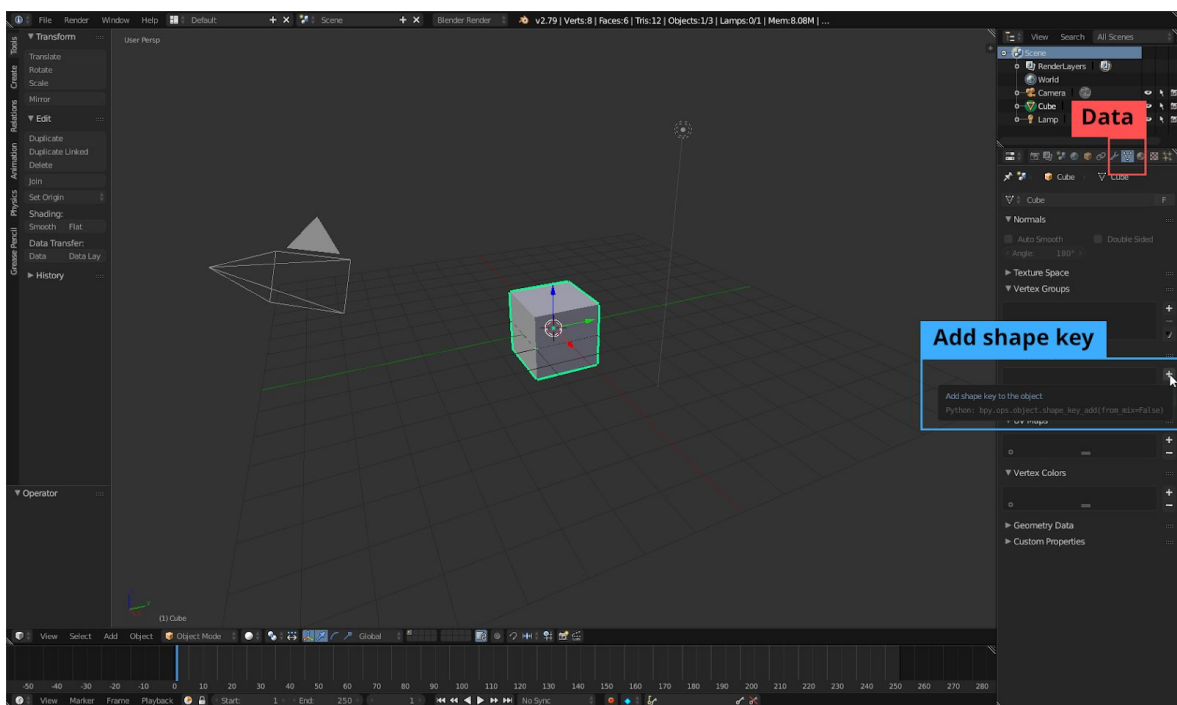 File Render Window Help Default Scene Blender Render v2.79 | Verts:8 | Faces:6 | Tris:12 | Objects:1/3 | Lamps:0/1 | Mem:8.08M | ...
Tools
Create
Relations
Animation
Physics
Grease Pencil
Transform
Translate
Rotate
Scale
Mirror
Edit
Duplicate
Duplicate Linked
Delete
Join
Set Origin
Shading:
Smooth Flat
Data Transfer:
Data Data Lay
History
Operator
User Persp
(1) Cube
View Search All Scenes
Scene
RenderLayers
World
Camera
Cube
Lamp
Data
Cube Cube
Cube F
Normals
Auto Smooth Double Sided
Angle: 180°
Texture Space
Vertex Groups
Add shape key
Add shape key to the object
Python: bpy.ops.object.shape_key_add(from_mix=False)
UV Maps
Vertex Colors
Geometry Data
Custom Properties
View Select Add Object Object Mode Global
-50 -40 -30 -20 -10 0 10 20 30 40 50 60 70 80 90 100 110 120 130 140 150 160 170 180 190 200 210 220 230 240 250 260 270 280
View Marker Frame Playback Start: 1 End: 250 1 No Sync